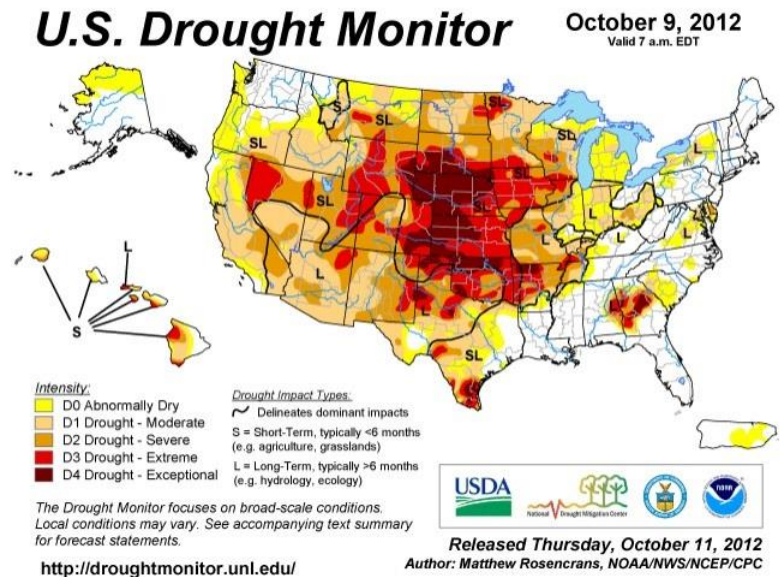 U.S. Drought Monitor
October 9, 2012
Valid 7 a.m. EDT
S
SL
SL
SL
L
SL
SL
SL
SL
L
L
L
L
L
L
L
SL
L
S
Intensity:
D0 Abnormally Dry
D1 Drought - Moderate
D2 Drought - Severe
D3 Drought - Extreme
D4 Drought - Exceptional
Drought Impact Types:
Delineates dominant impacts
S = Short-Term, typically <6 months
(e.g. agriculture, grasslands)
L = Long-Term, typically >6 months
(e.g. hydrology, ecology)
USDA
National Drought Mitigation Center
NOAA
The Drought Monitor focuses on broad-scale conditions.
Local conditions may vary. See accompanying text summary
for forecast statements.
http://droughtmonitor.unl.edu/
Released Thursday, October 11, 2012
Author: Matthew Rosencrans, NOAA/NWS/NCEP/CPC